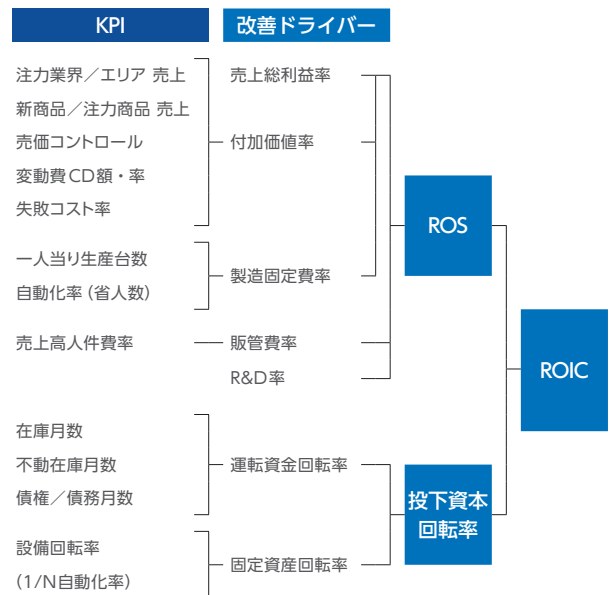 KPI
改善ドライバー
注力業界／エリア 売上
新商品／注力商品 売上
売価コントロール
変動費CD額・率
失敗コスト率
売上総利益率
付加価値率
一人当り生産台数
自動化率（省人数）
製造固定費率
売上高人件費率
販管費率
R&D率
ROS
在庫月数
不動在庫月数
債権／債務月数
運転資金回転率
設備回転率
(1/N自動化率)
固定資産回転率
投下資本
回転率
ROIC